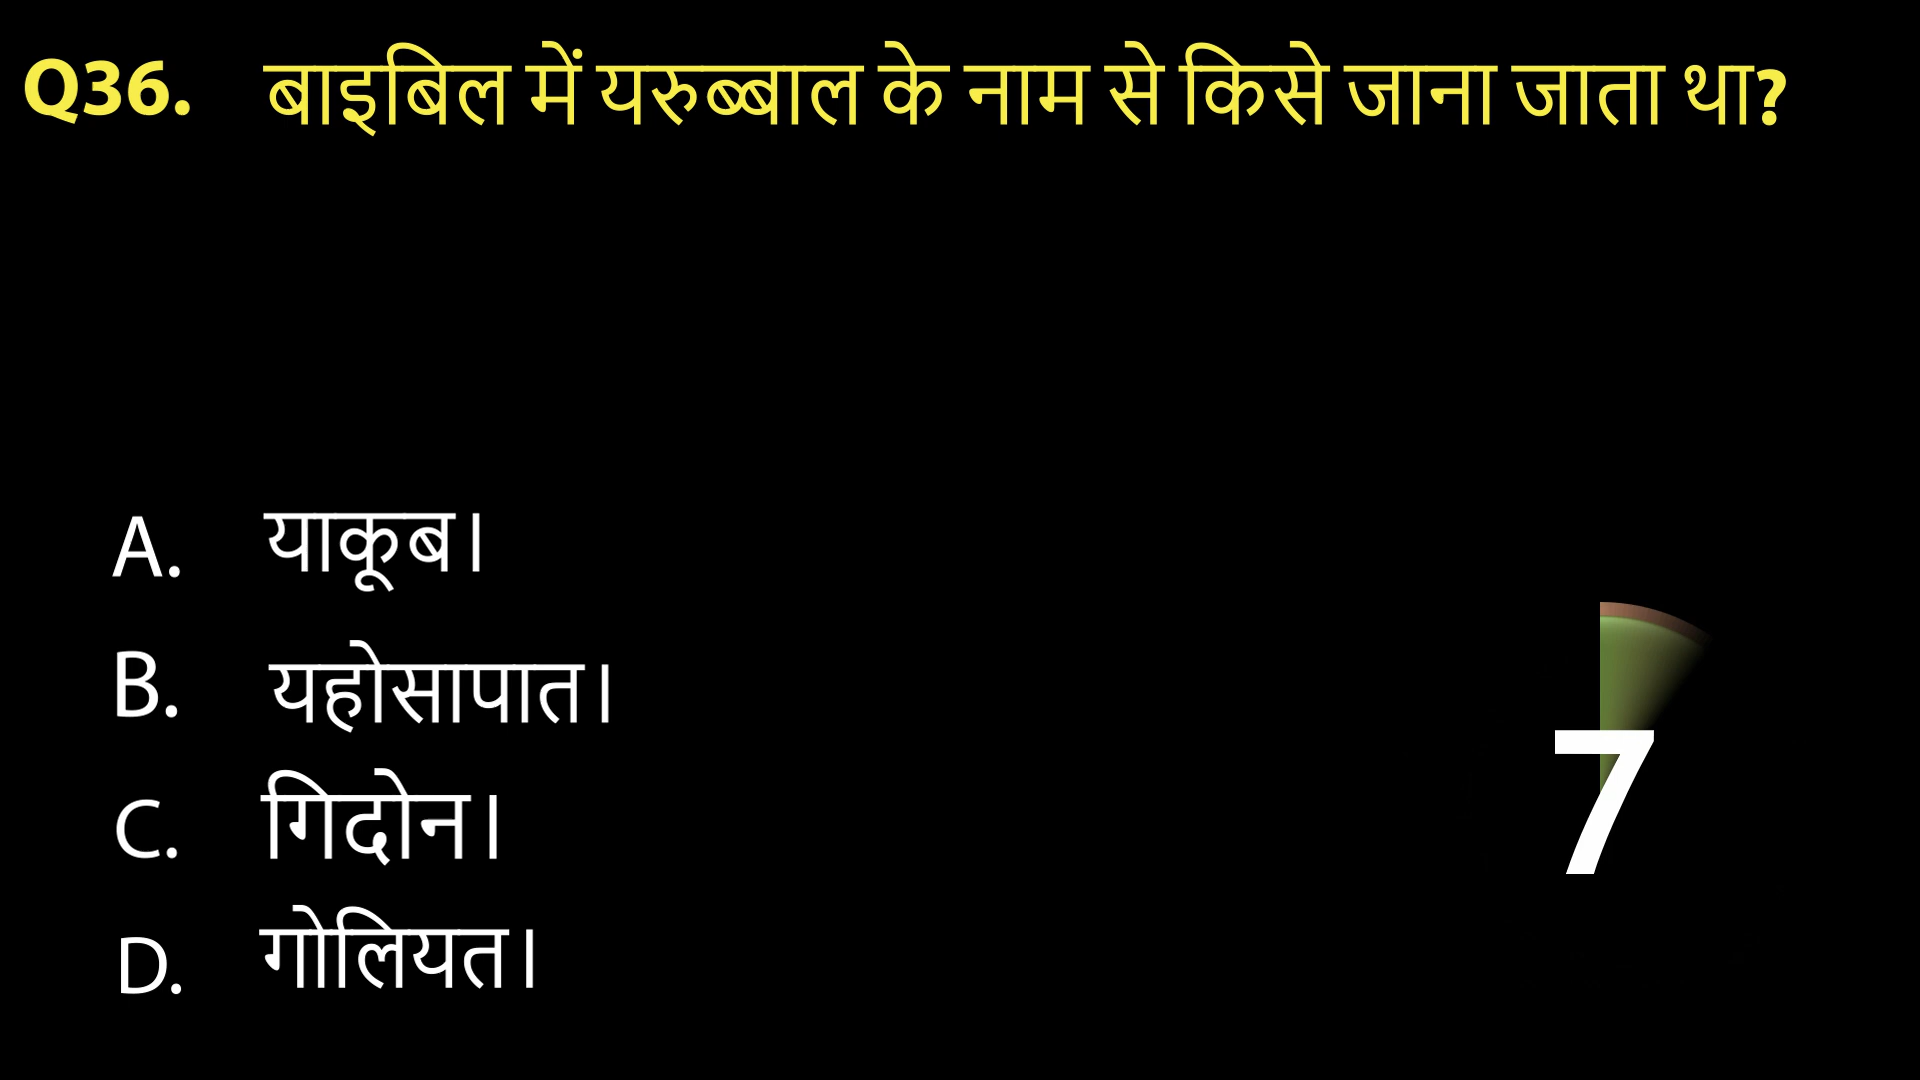 Q36. बाइबिल में यरुब्बाल के नाम से किसे जाना जाता था?
A. याकूब।
B. यहोसापात।
C. गिदोन।
7
D. गोलियत।